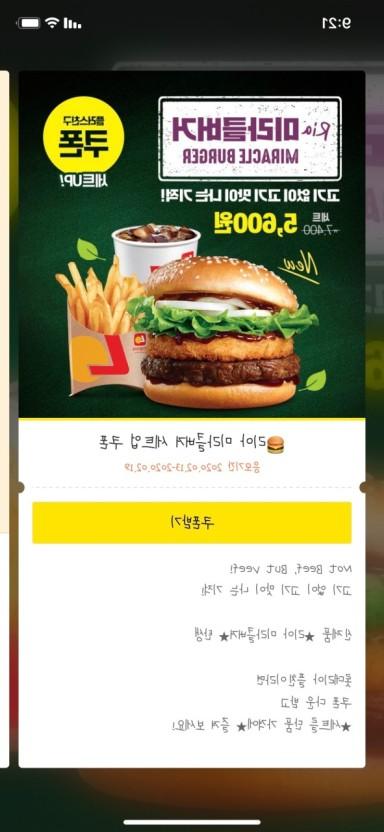 9:21
Ria 미라클버거
MIRACLE BURGER
플러스친구
쿠폰
세트UP!
고기 없이 고기 맛이 나는 기적!!
세트
~7,400
5,600원
New
🍔리아 미라클버거 세트업 쿠폰
응모기간 2020.02.13-2020.02.19
쿠폰받기
Not Beef, But Veef!
고기 없이 고기 맛이 나는 기적!
신제품 ★리아 미라클버거★ 탄생
롯데리아 플친이라면
쿠폰 다운 받고
★세트를 단품 가격에★ 즐겨 보세요!